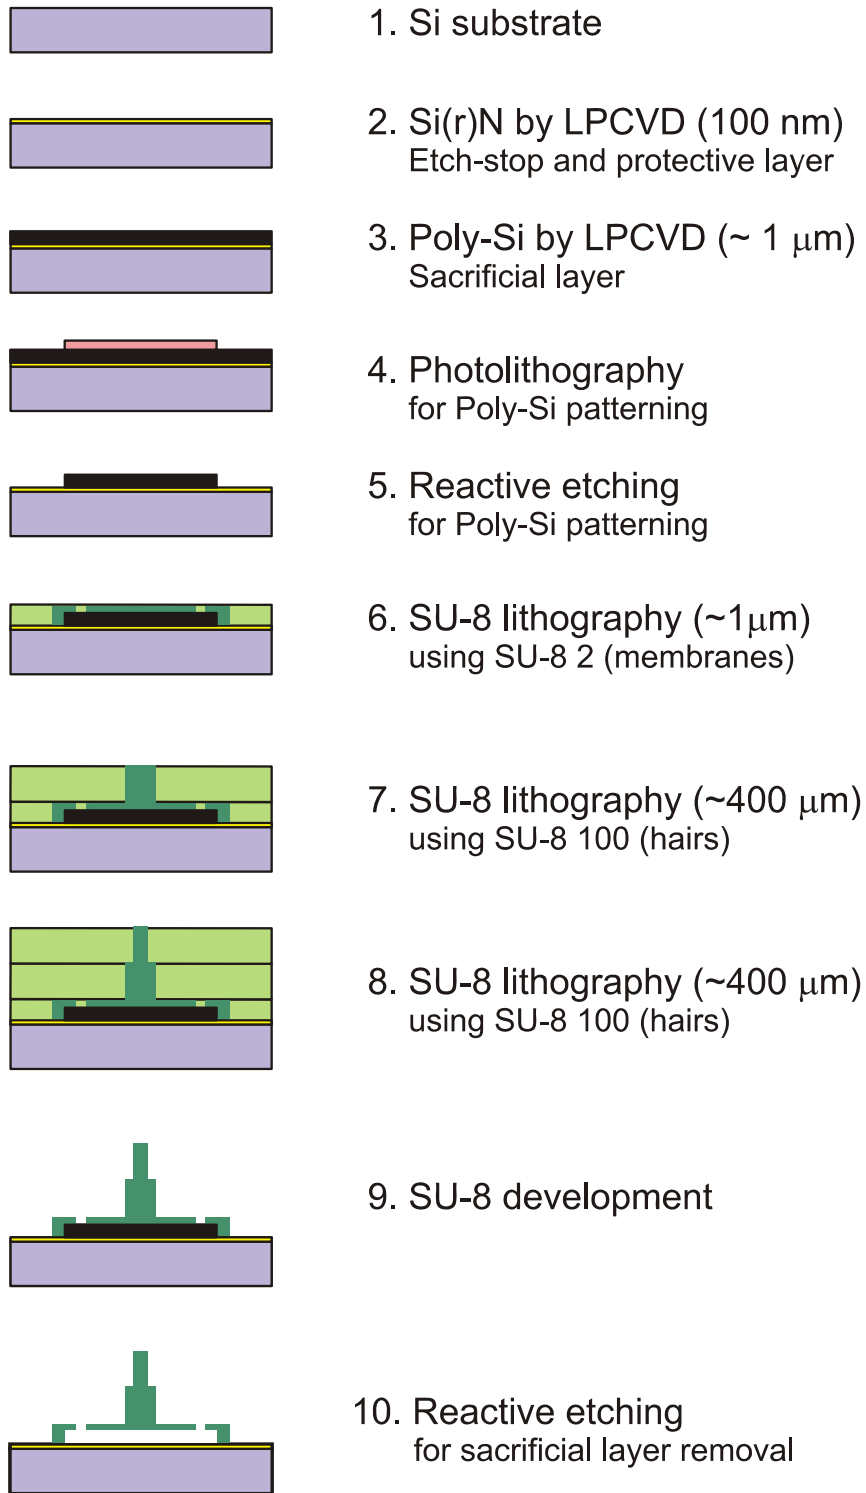 1. Si substrate
2. Si(r)N by LPCVD (100 nm)
Etch-stop and protective layer
3. Poly-Si by LPCVD (~ 1 μm)
Sacrificial layer
4. Photolithography
for Poly-Si patterning
5. Reactive etching
for Poly-Si patterning
6. SU-8 lithography (~1μm)
using SU-8 2 (membranes)
7. SU-8 lithography (~400 μm)
using SU-8 100 (hairs)
8. SU-8 lithography (~400 μm)
using SU-8 100 (hairs)
9. SU-8 development
10. Reactive etching
for sacrificial layer removal